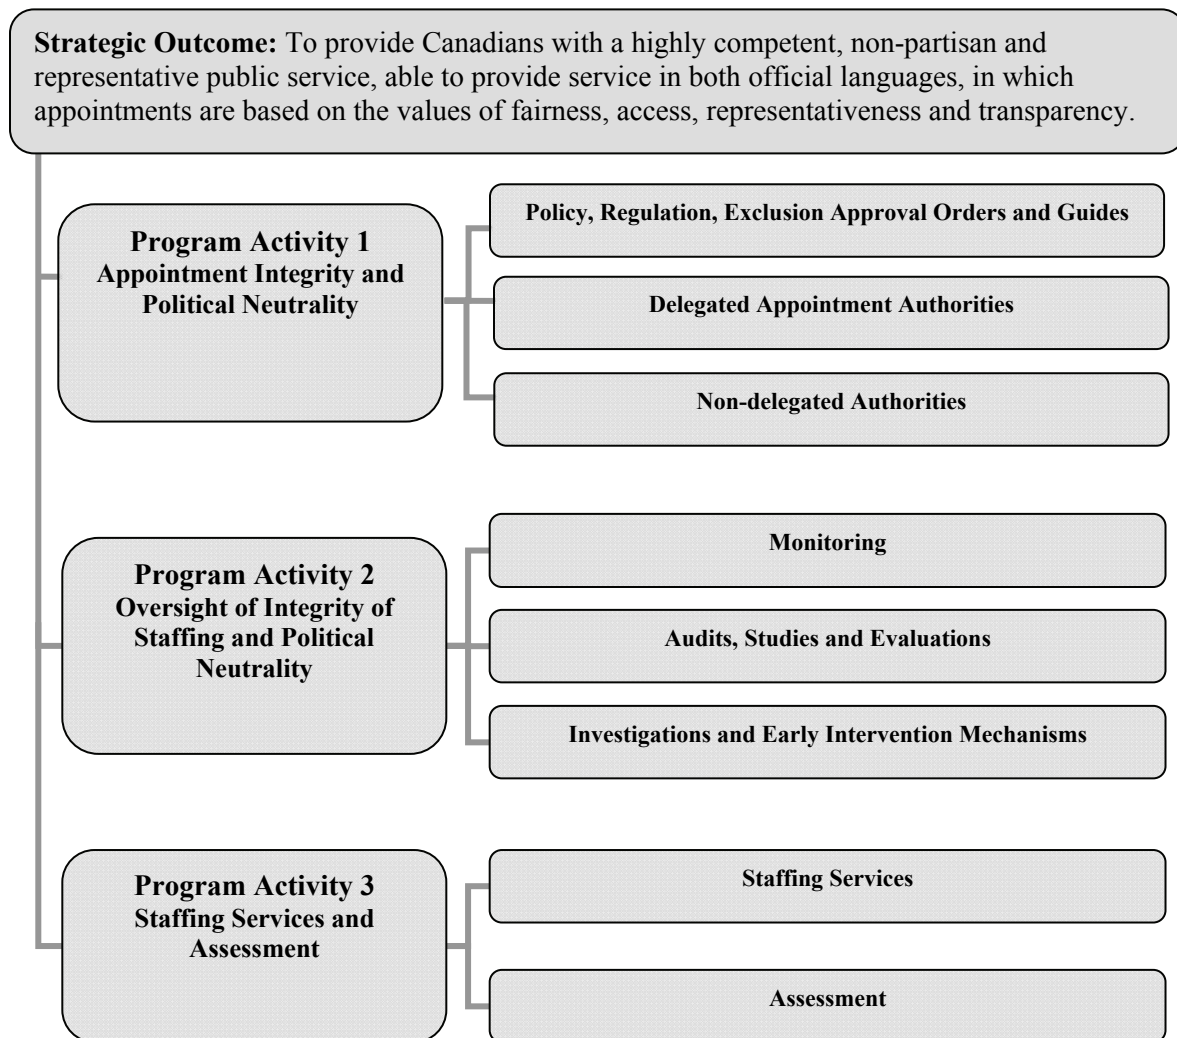 Strategic Outcome: To provide Canadians with a highly competent, non-partisan and
representative public service, able to provide service in both official languages, in which
appointments are based on the values of fairness, access, representativeness and transparency.
Program Activity 1
Appointment Integrity and
Political Neutrality
Policy, Regulation, Exclusion Approval Orders and Guides
Delegated Appointment Authorities
Non-delegated Authorities
Program Activity 2
Oversight of Integrity of
Staffing and Political
Neutrality
Monitoring
Audits, Studies and Evaluations
Investigations and Early Intervention Mechanisms
Program Activity 3
Staffing Services and
Assessment
Staffing Services
Assessment